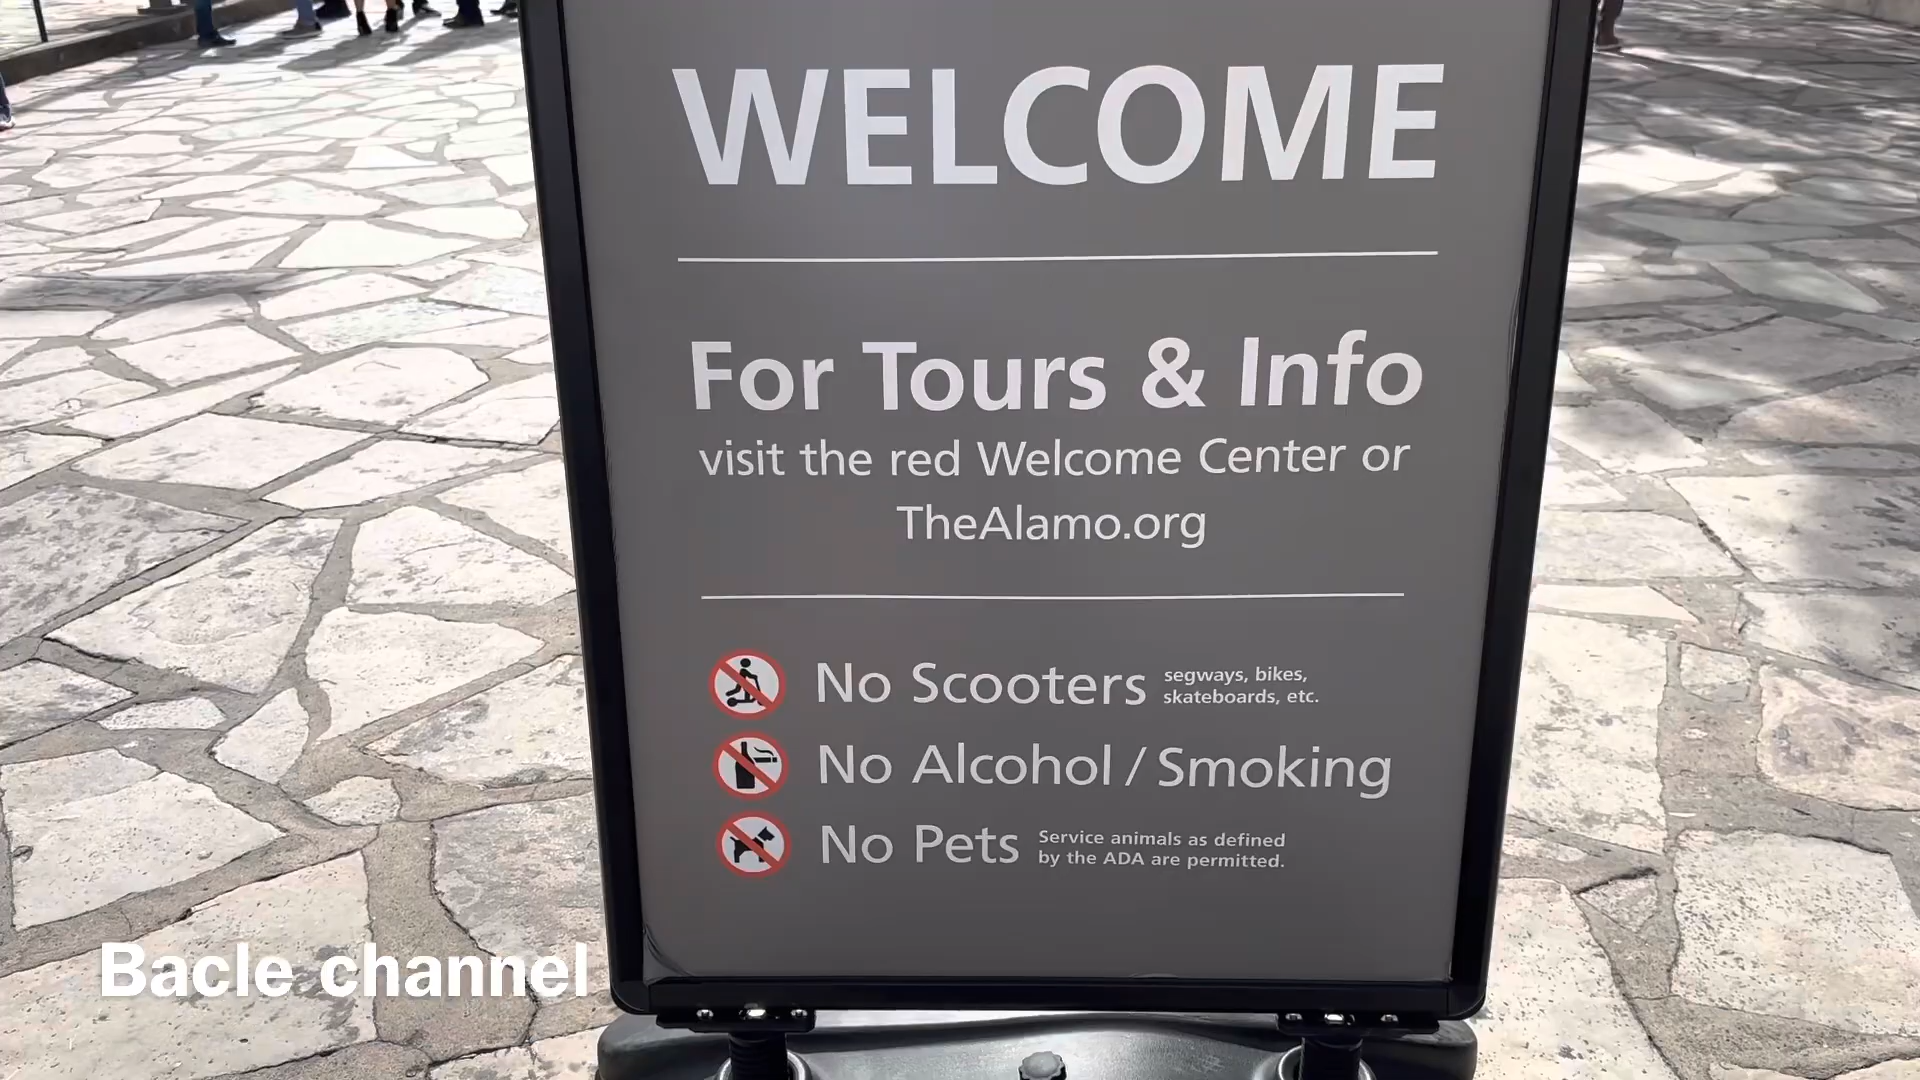 WELCOME
For Tours & Info
visit the red Welcome Center or
TheAlamo.org
No Scooters segways, bikes,
skateboards, etc.
No Alcohol / Smoking
No Pets Service animals as defined
by the ADA are permitted.
Bacle channel